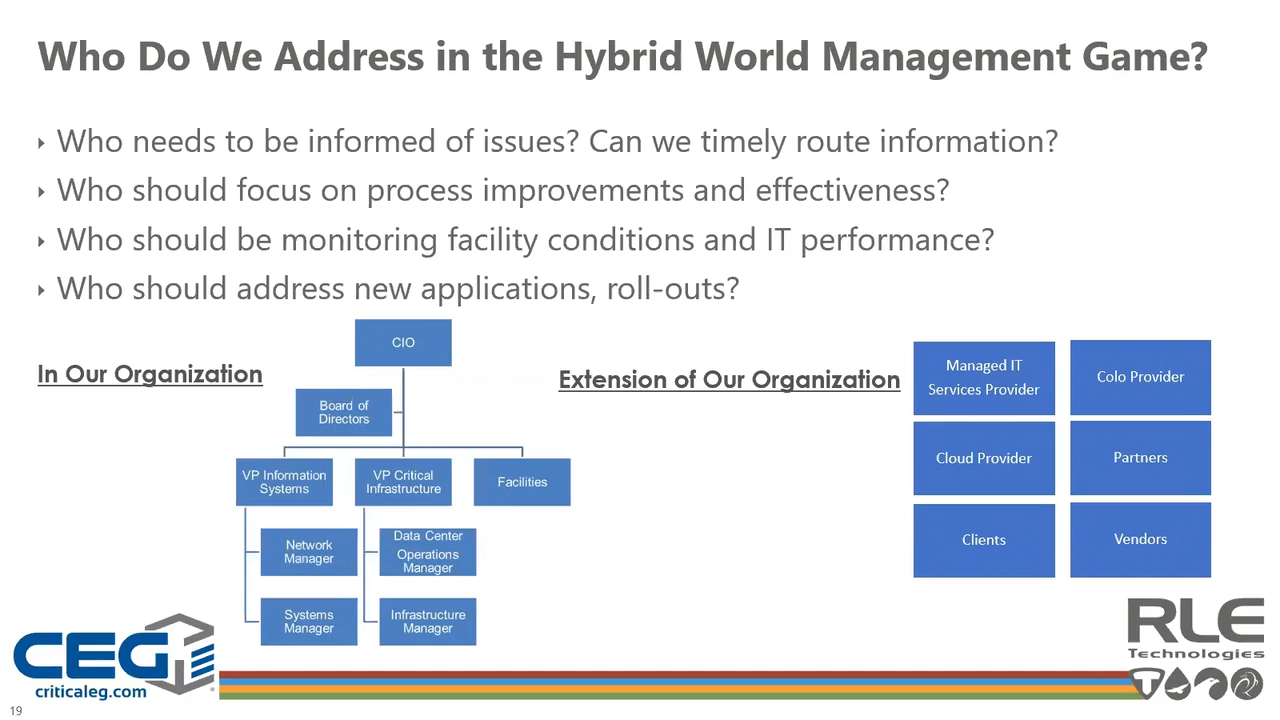 Who Do We Address in the Hybrid World Management Game?
Who needs to be informed of issues? Can we timely route information?
Who should focus on process improvements and effectiveness?
Who should be monitoring facility conditions and IT performance?
Who should address new applications, roll-outs?
In Our Organization
CIO
Board of
Directors
VP Information
Systems
VP Critical
Infrastructure
Facilities
Network
Manager
Data Center
Operations
Manager
Systems
Manager
Infrastructure
Manager
Extension of Our Organization
Managed IT
Services Provider
Colo Provider
Cloud Provider
Partners
Clients
Vendors
CEG
criticaleg.com
RLE
Technologies
19